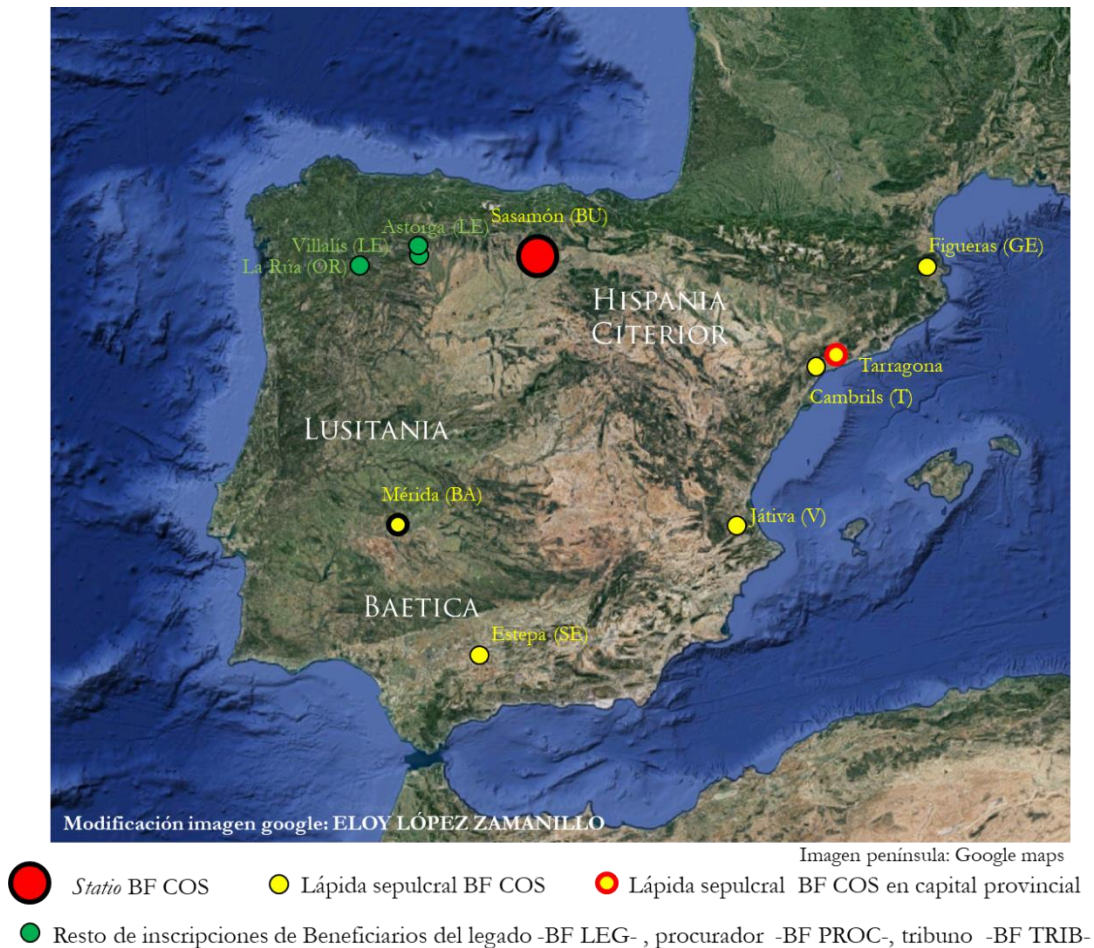 Sasamón (BU)
Astorga (LE)
Villalís (LE)
La Rúa (OR)
Figueras (GE)
HISPANIA
CITERIOR
Tarragona
Cambrils (T)
LUSITANIA
Mérida (BA)
Játiva (V)
BAETICA
Estepa (SE)
Modificación imagen google: ELOY LÓPEZ ZAMANILLO
Imagen península: Google maps
Statio BF COS
Lápida sepulcral BF COS
Lápida sepulcral BF COS en capital provincial
Resto de inscripciones de Beneficiarios del legado -BF LEG- , procurador -BF PROC-, tribuno -BF TRIB-